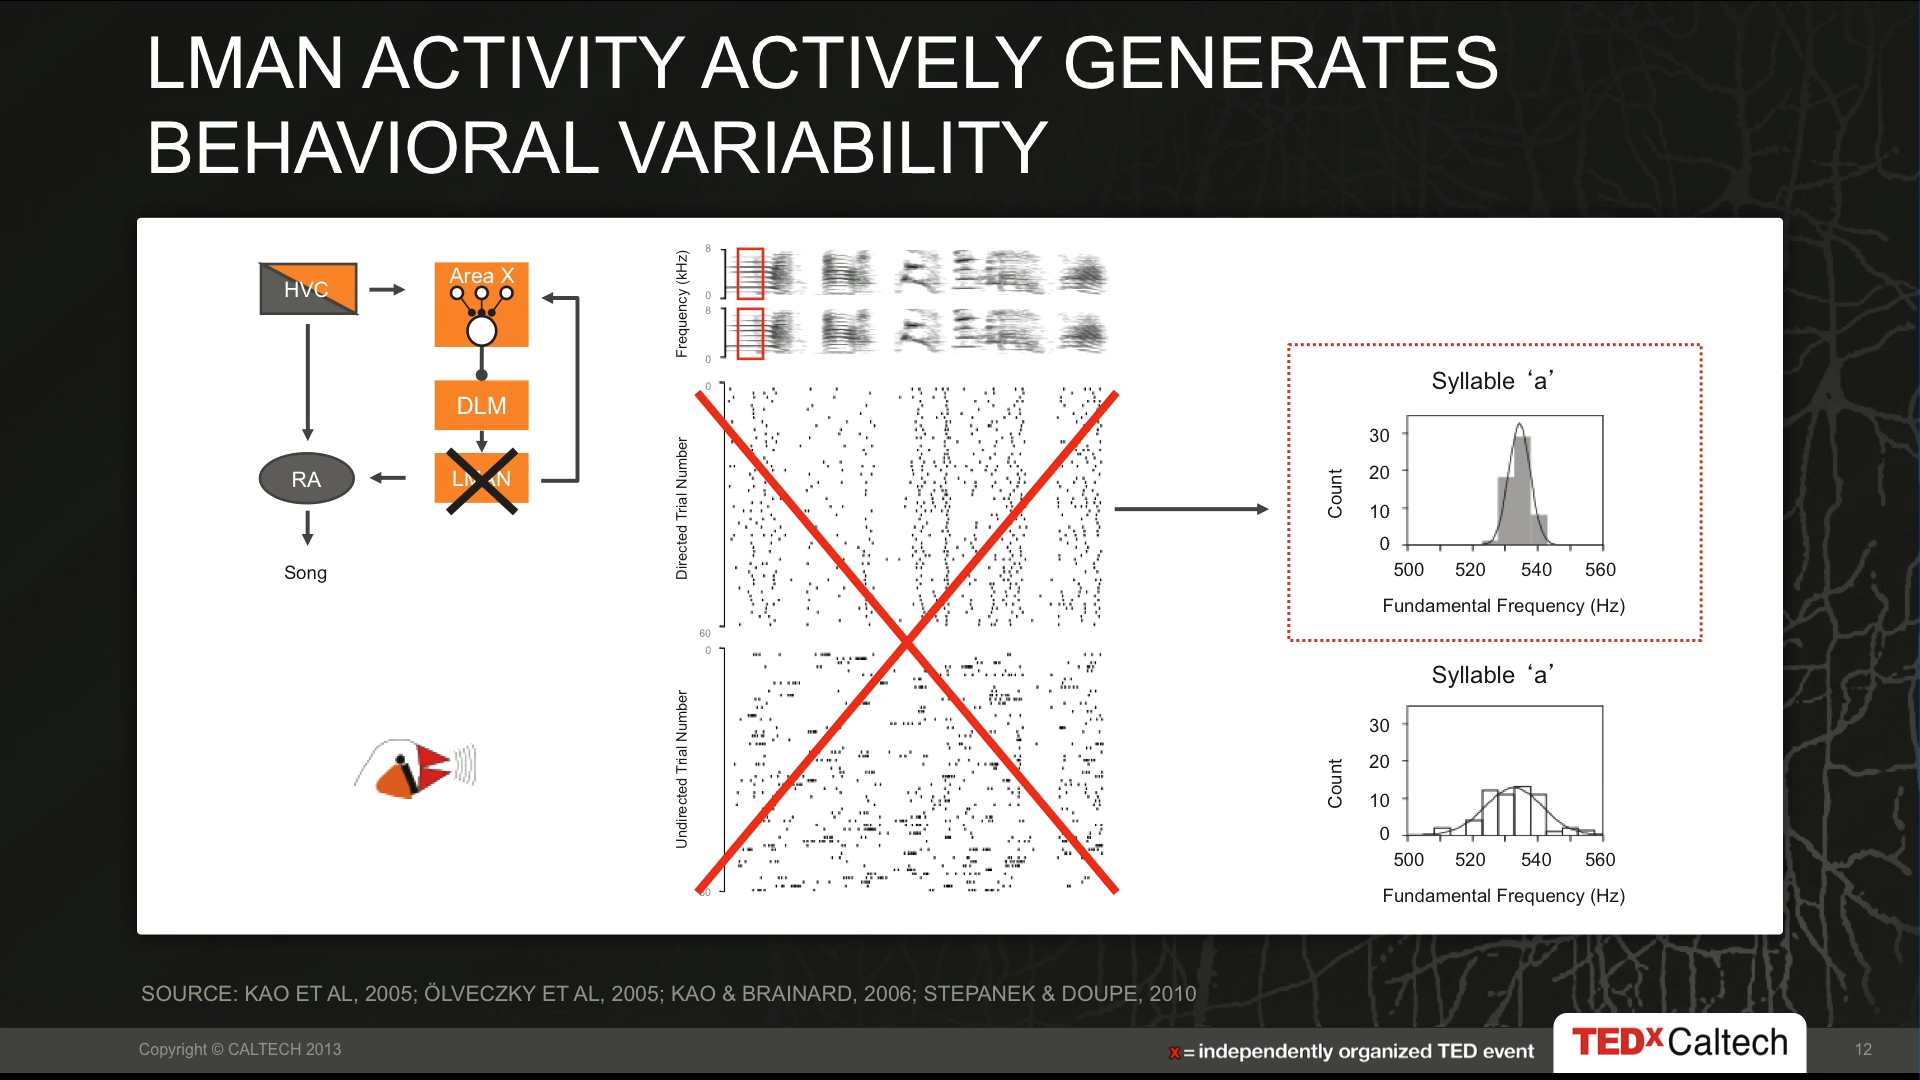 LMAN ACTIVITY ACTIVELY GENERATES
BEHAVIORAL VARIABILITY
HVC
Area X
DLM
LMAN
RA
Song
Frequency (kHz)
8
0
8
0
Directed Trial Number
0
60
Undirected Trial Number
0
Syllable ‘a’
Count
30
20
10
0
500 520 540 560
Fundamental Frequency (Hz)
Syllable ‘a’
Count
30
20
10
0
500 520 540 560
Fundamental Frequency (Hz)
SOURCE: KAO ET AL, 2005; ÖLVECZKY ET AL, 2005; KAO & BRAINARD, 2006; STEPANEK & DOUPE, 2010
Copyright © CALTECH 2013
x = independently organized TED event
TEDxCaltech
12